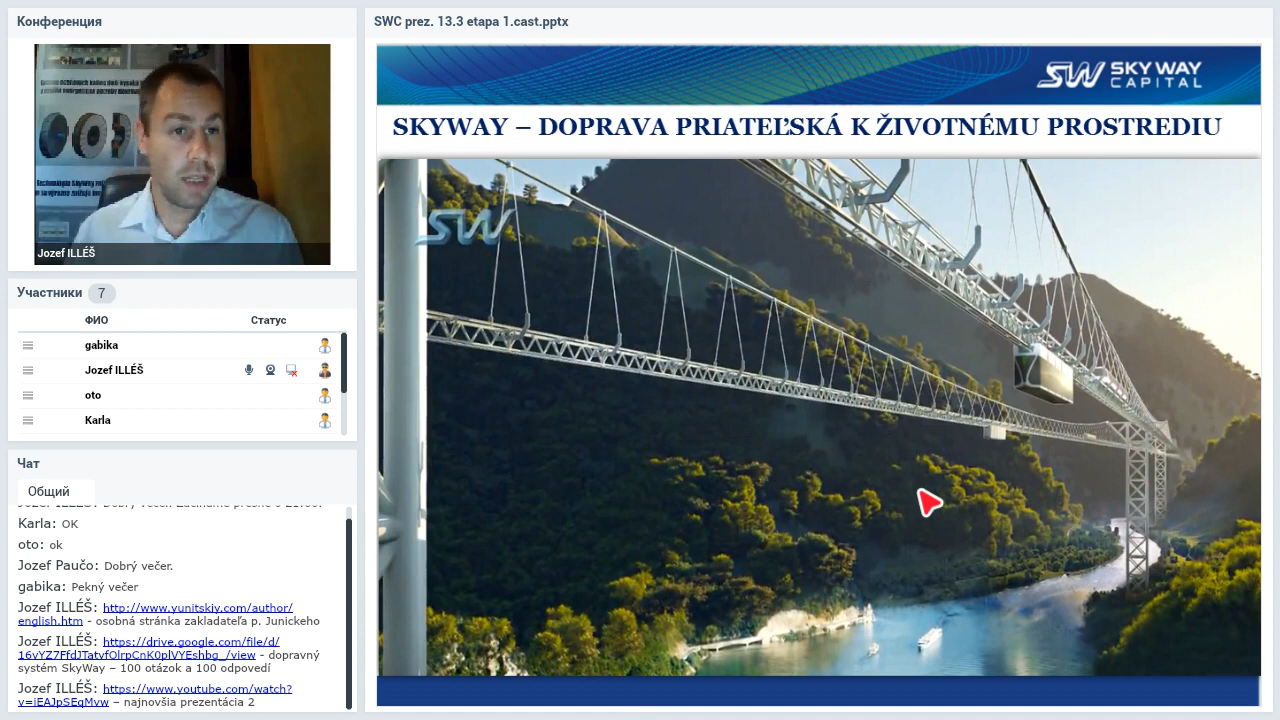 Конференция
Jozef ILLÉŠ
Участники 7
ФИО Статус
gabika
Jozef ILLÉŠ
oto
Karla
Чат
Общий
Karla: OK
oto: ok
Jozef Paučo: Dobrý večer.
gabika: Pekný večer
Jozef ILLÉŠ: http://www.yunitskiy.com/author/
english.htm - osobná stránka zakladateľa p. Junickeho
Jozef ILLÉŠ: https://drive.google.com/file/d/
- dopravný
systém SkyWay – 100 otázok a 100 odpovedí
Jozef ILLÉŠ: https://www.youtube.com/watch?
v=iEAJpSEqMvw – najnovšia prezentácia 2
SWC prez. 13.3 etapa 1.cast.pptx
SW SKY WAY
CAPITAL
SKYWAY – DOPRAVA PRIATEĽSKÁ K ŽIVOTNÉMU PROSTREDIU
SW